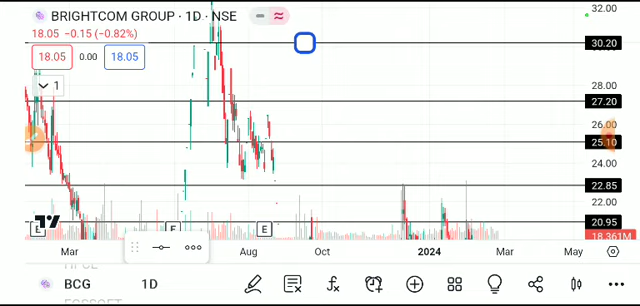 BRIGHTCOM GROUP · 1D · NSE
18.05 −0.15 (−0.82%)
18.05 0.00 18.05
1
32.00
30.20
28.00
27.20
26.00
25.10
24.00
22.85
22.00
20.95
18.361M
E E E
Mar Aug Oct 2024 Mar May
BCG 1D